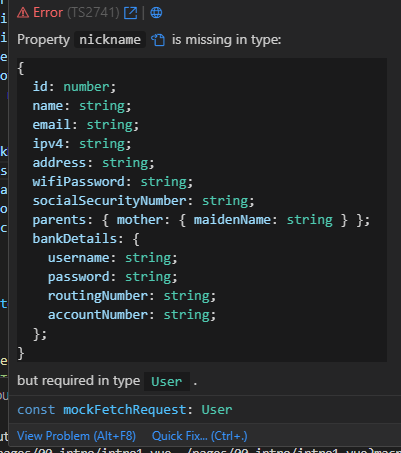 Error (TS2741) |
Property nickname is missing in type:
{
id: number;
name: string;
email: string;
ipv4: string;
address: string;
wifiPassword: string;
socialSecurityNumber: string;
parents: { mother: { maidenName: string } };
bankDetails: {
username: string;
password: string;
routingNumber: string;
accountNumber: string;
};
}
but required in type User .
const mockFetchRequest: User
View Problem (Alt+F8) Quick Fix... (Ctrl+.)